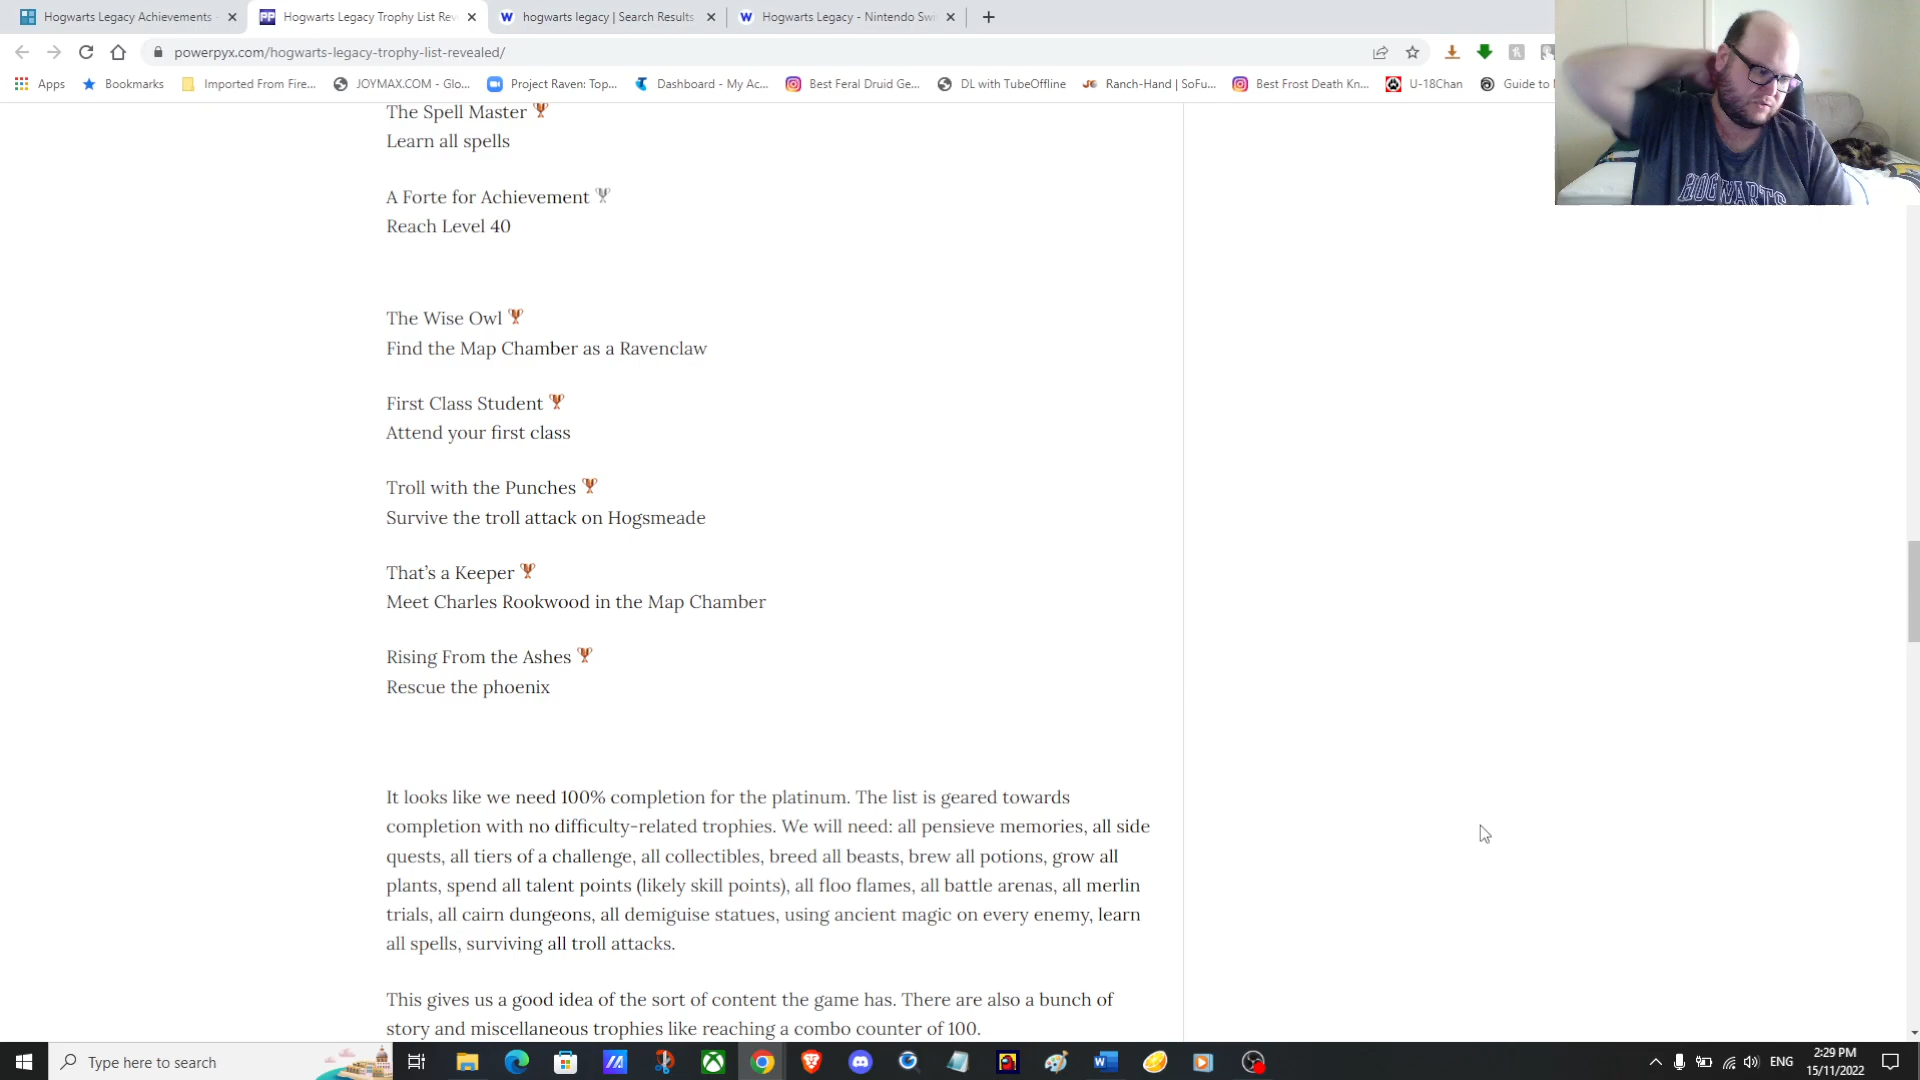 Hogwarts Legacy Achievements
Hogwarts Legacy Trophy List Rev
hogwarts legacy | Search Results
Hogwarts Legacy - Nintendo Swi
powerpyx.com/hogwarts-legacy-trophy-list-revealed/
Apps
Bookmarks
Imported From Fire...
JOYMAX.COM - Glo...
Project Raven: Top...
Dashboard - My Ac...
Best Feral Druid Ge...
DL with TubeOffline
Ranch-Hand | SoFu...
Best Frost Death Kn...
U-18Chan
Guide to
HOGWARTS
The Spell Master
Learn all spells
A Forte for Achievement
Reach Level 40
The Wise Owl
Find the Map Chamber as a Ravenclaw
First Class Student
Attend your first class
Troll with the Punches
Survive the troll attack on Hogsmeade
That's a Keeper
Meet Charles Rookwood in the Map Chamber
Rising From the Ashes
Rescue the phoenix
It looks like we need 100% completion for the platinum. The list is geared towards
completion with no difficulty-related trophies. We will need: all pensieve memories, all side
quests, all tiers of a challenge, all collectibles, breed all beasts, brew all potions, grow all
plants, spend all talent points (likely skill points), all floo flames, all battle arenas, all merlin
trials, all cairn dungeons, all demiguise statues, using ancient magic on every enemy, learn
all spells, surviving all troll attacks.
This gives us a good idea of the sort of content the game has. There are also a bunch of
story and miscellaneous trophies like reaching a combo counter of 100.
Type here to search
ENG
2:29 PM
15/11/2022